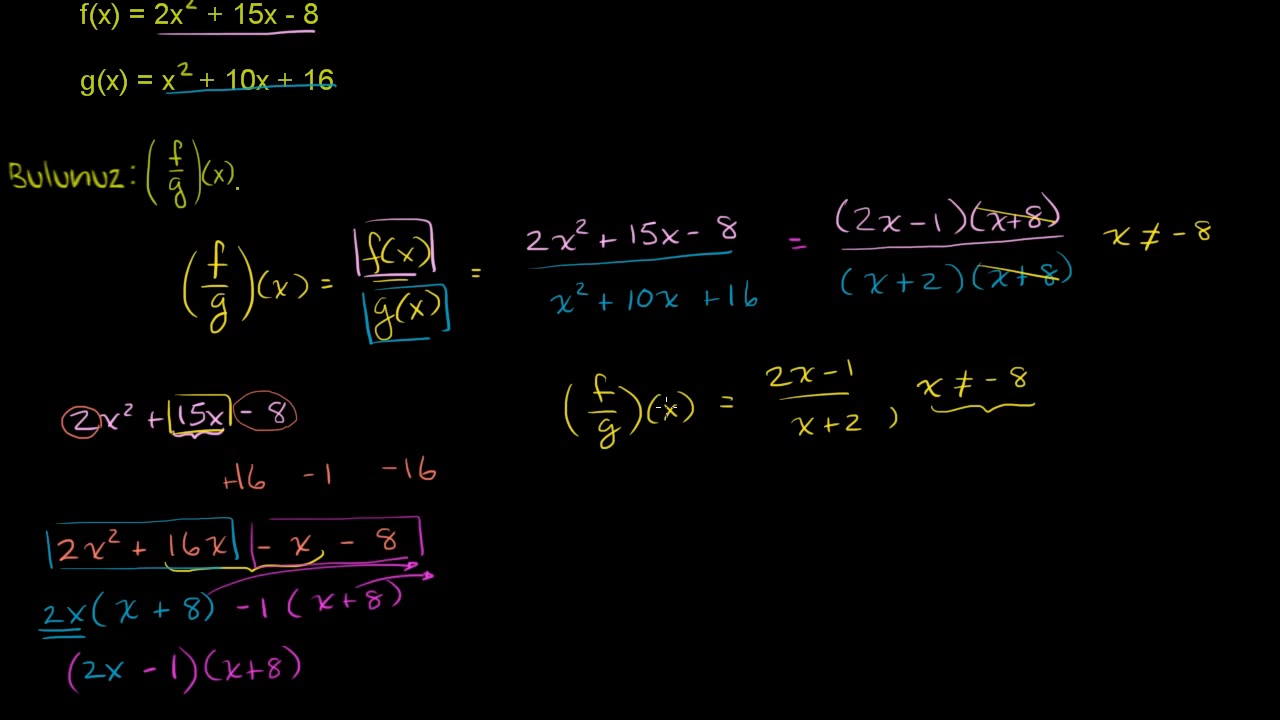 f(x) = 2x² + 15x - 8
g(x) = x² + 10x + 16
Bulunuz: (f/g)(x).
(f/g)(x) = f(x)/g(x) = (2x² + 15x - 8)/(x² + 10x + 16) = (2x - 1)(x+8)/(x+2)(x+8) x ≠ -8
(f/g)(x) = (2x - 1)/(x+2), x ≠ -8
2x² + 15x - 8
+16 -1 -16
2x² + 16x - x - 8
2x(x + 8) -1(x+8)
(2x - 1)(x+8)